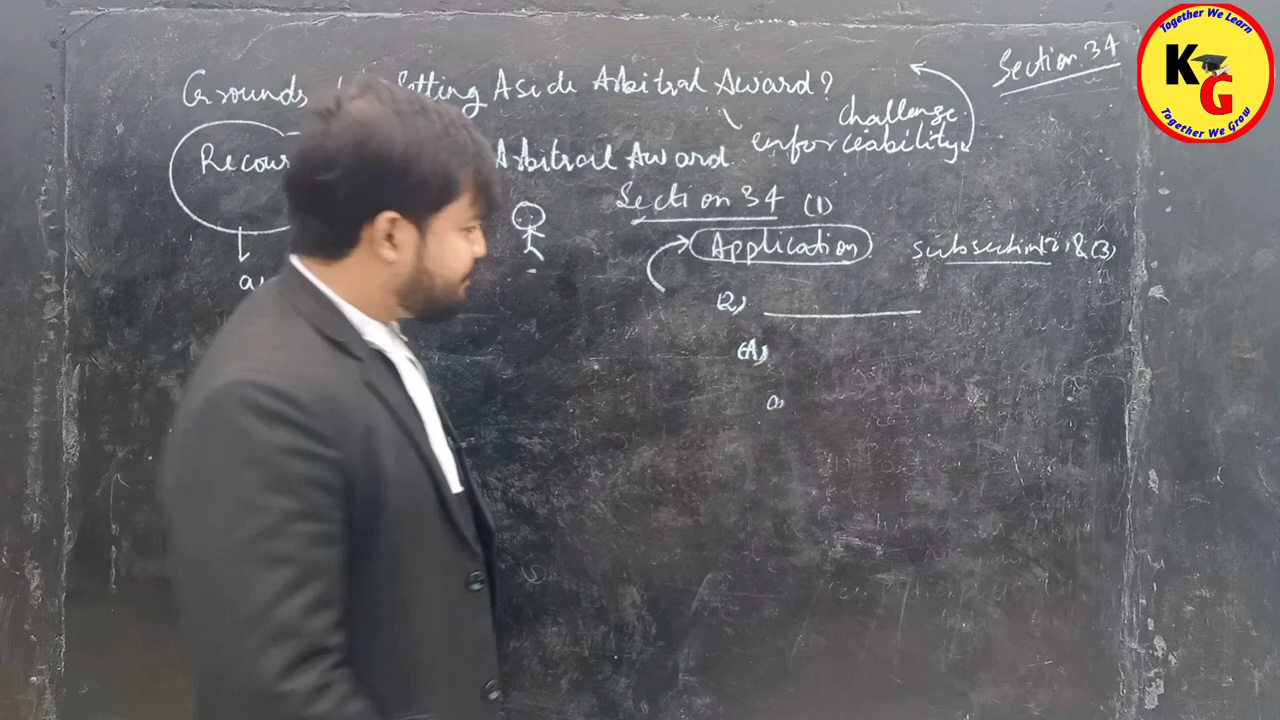 Section 34
Grounds Setting Aside Arbitral Award?
challenge
enforceability
Recour Arbitral Award
Section 34 (1)
Application subsection (2) & (3)
(2)
(A)
a)
a
Together We Learn
KG
Together We Grow